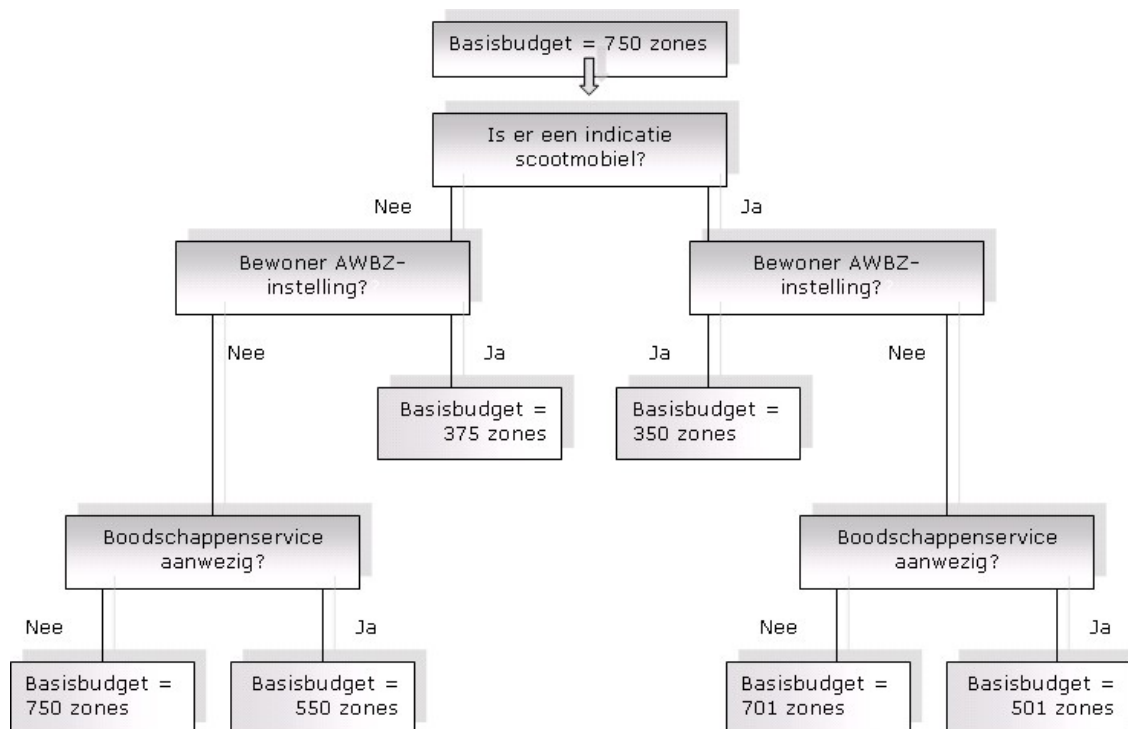 Basisbudget = 750 zones
Is er een indicatie
scootmobiel?
Nee
Ja
Bewoner AWBZ-
instelling?
Bewoner AWBZ-
instelling?
Nee
Ja
Ja
Nee
Basisbudget =
375 zones
Basisbudget =
350 zones
Boodschappenservice
aanwezig?
Boodschappenservice
aanwezig?
Nee
Ja
Nee
Ja
Basisbudget =
750 zones
Basisbudget =
550 zones
Basisbudget =
701 zones
Basisbudget =
501 zones